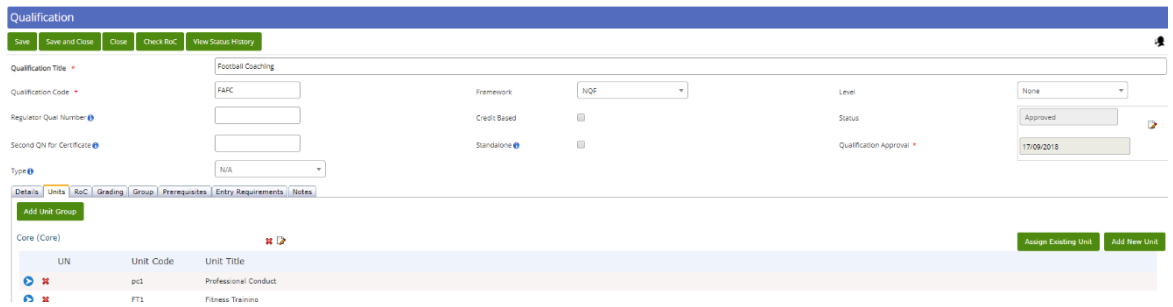 Qualification
Save Save and Close Close Check RoC View Status History
Qualification Title * Football Coaching
Qualification Code * FAFC Framework NQF Level None
Regulator Qual Number Credit Based Status Approved
Second QN for Certificate Standalone Qualification Approval * 17/09/2018
Type N/A
Details Units RoC Grading Group Prerequisites Entry Requirements Notes
Add Unit Group
Core (Core) Assign Existing Unit Add New Unit
UN Unit Code Unit Title
pc1 Professional Conduct
FT1 Fitness Training